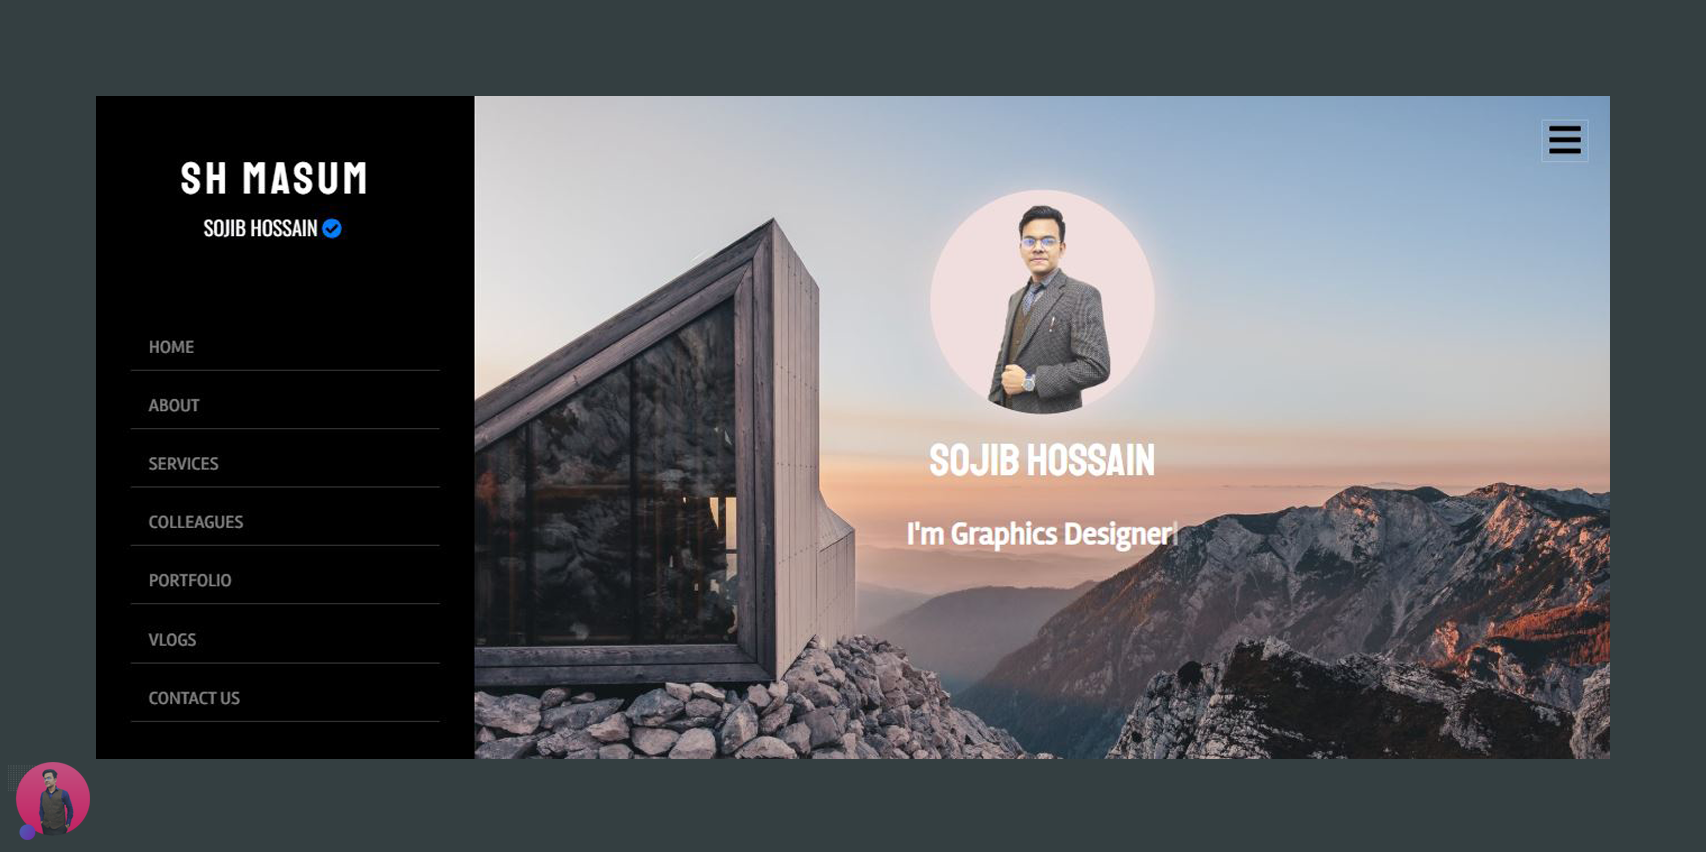 SH MASUM
SOJIB HOSSAIN
HOME
ABOUT
SERVICES
COLLEAGUES
PORTFOLIO
VLOGS
CONTACT US
SOJIB HOSSAIN
I'm Graphics Designer